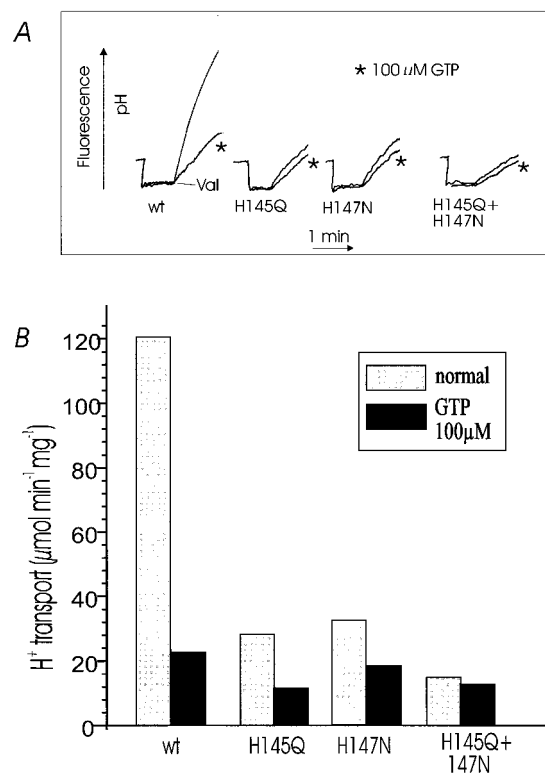 A
* 100 µM GTP
Fluorescence
pH
Val
*
*
*
*
wt
H145Q
H147N
H145Q+
H147N
1 min
B
normal
GTP
100µM
H⁺ transport (µmol min⁻¹ mg⁻¹)
120
100
80
60
40
20
0
wt
H145Q
H147N
H145Q+
147N